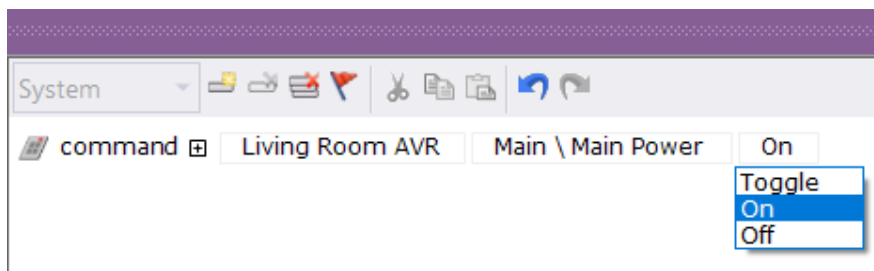 System
command Living Room AVR Main \ Main Power On
Toggle
On
Off